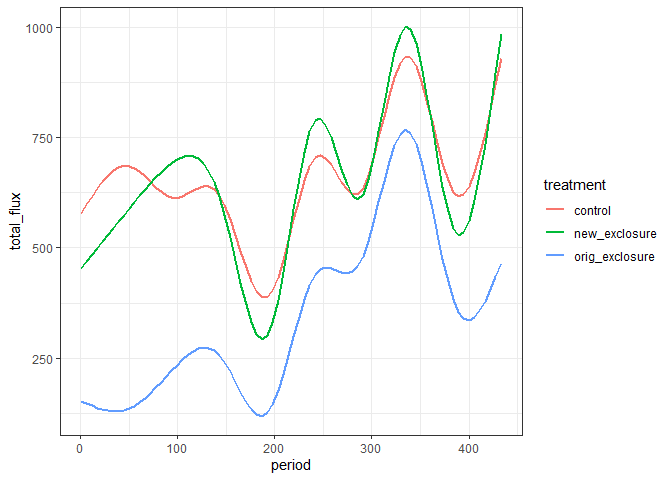 1000
750
500
250
total_flux
0
100
200
300
400
period
treatment
control
new_exclosure
orig_exclosure